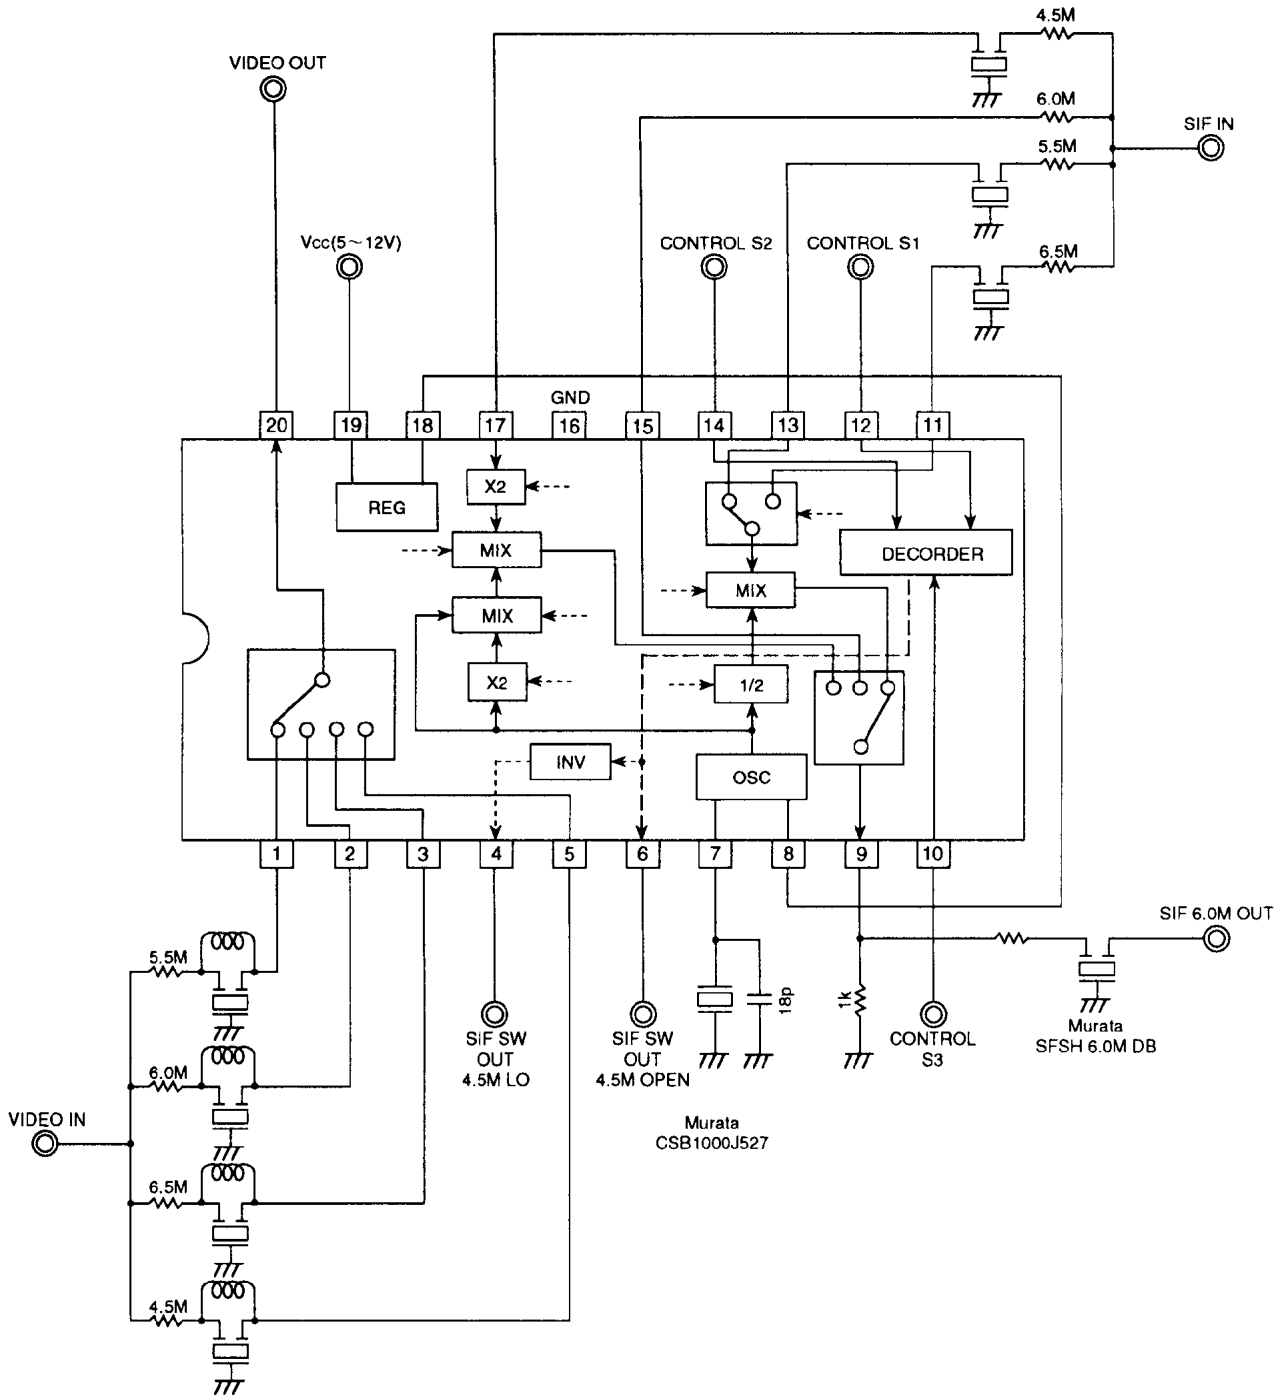 4.5M
VIDEO OUT
6.0M
SIF IN
5.5M
Vcc(5～12V)
CONTROL S2
CONTROL S1
6.5M
GND
20
19
18
17
16
15
14
13
12
11
X2
REG
MIX
DECORDER
MIX
MIX
X2
1/2
INV
OSC
1
2
3
4
5
6
7
8
9
10
SIF 6.0M OUT
5.5M
18p
1k
SIF SW
OUT
4.5M LO
SIF SW
OUT
4.5M OPEN
CONTROL
S3
Murata
SFSH 6.0M DB
6.0M
VIDEO IN
Murata
CSB1000J527
6.5M
4.5M